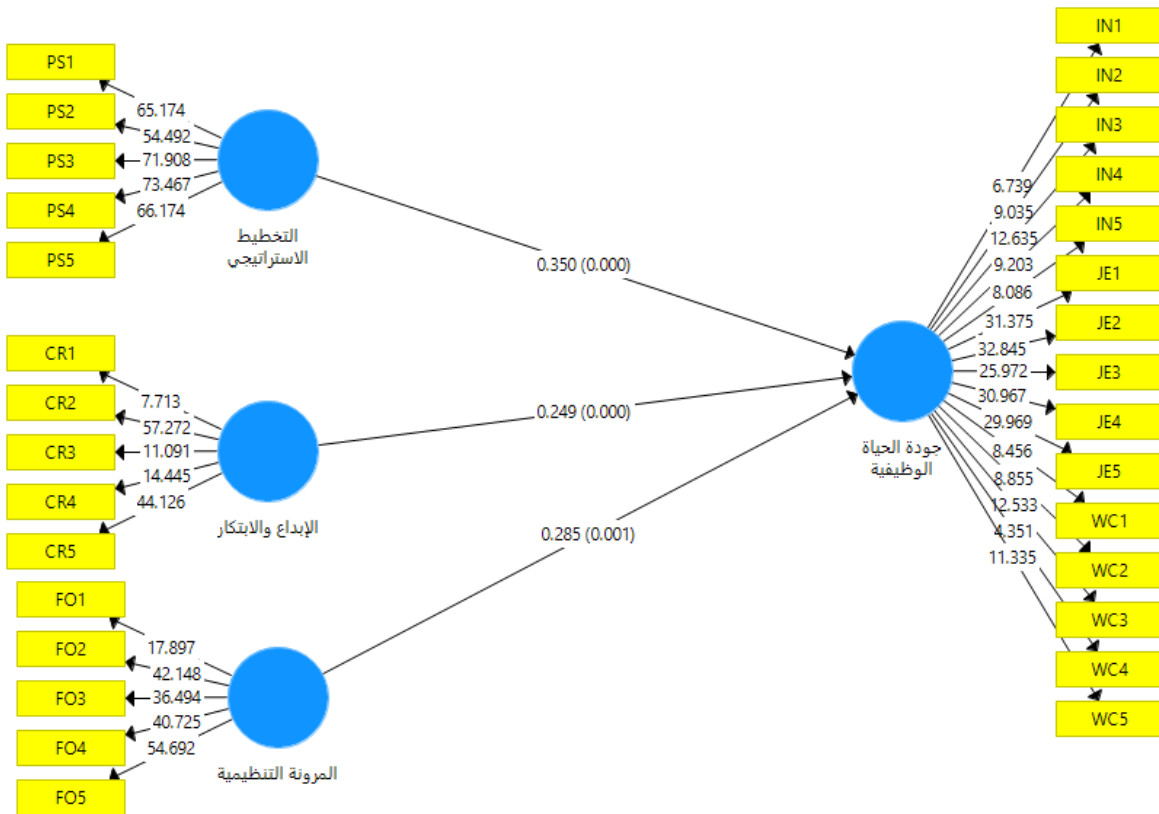 PS1
PS2
PS3
PS4
PS5
65.174
54.492
71.908
73.467
66.174
التخطيط
الاستراتيجي
CR1
CR2
CR3
CR4
CR5
7.713
57.272
11.091
14.445
44.126
الإبداع والابتكار
FO1
FO2
FO3
FO4
FO5
17.897
42.148
36.494
40.725
54.692
المرونة التنظيمية
0.350 (0.000)
0.249 (0.000)
0.285 (0.001)
جودة الحياة
الوظيفية
6.739
9.035
12.635
9.203
8.086
31.375
32.845
25.972
30.967
29.969
8.456
8.855
12.533
4.351
11.335
IN1
IN2
IN3
IN4
IN5
JE1
JE2
JE3
JE4
JE5
WC1
WC2
WC3
WC4
WC5